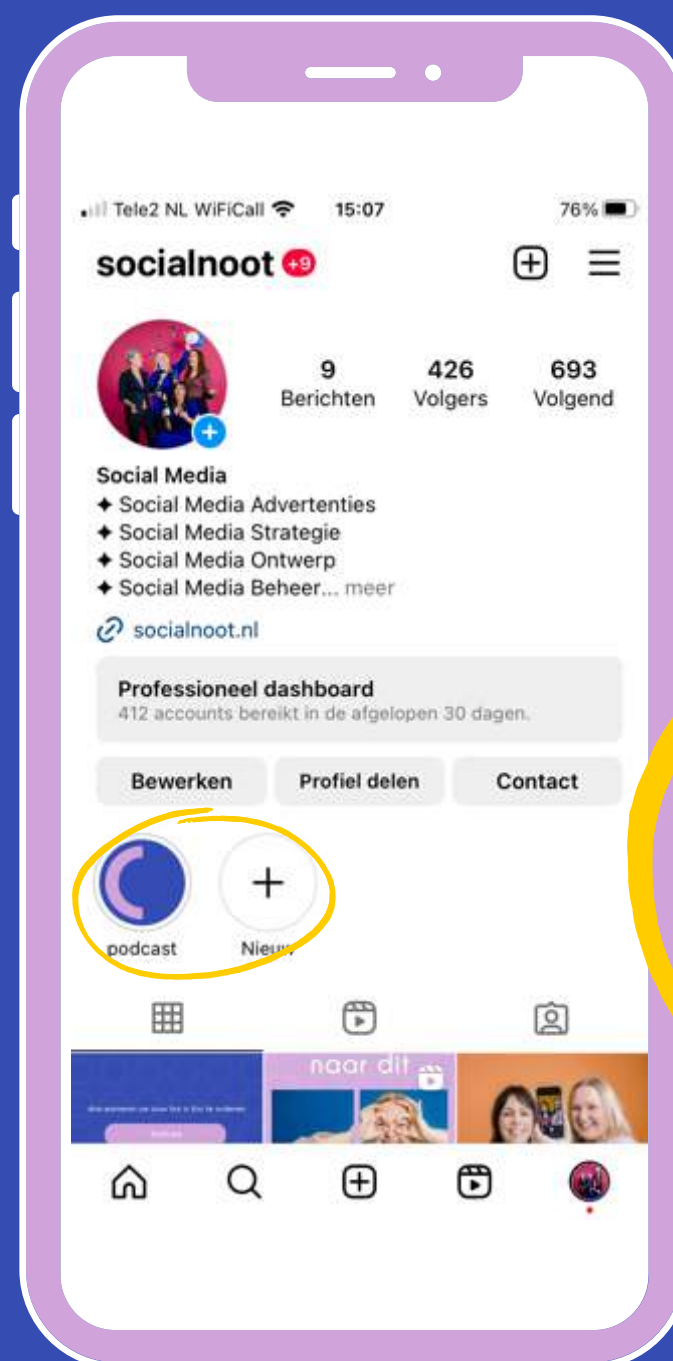 Tele2 NL WiFiCall 15:07 76%
socialnoot +9
9 426 693
Berichten Volgers Volgend
Social Media
✦ Social Media Advertenties
✦ Social Media Strategie
✦ Social Media Ontwerp
✦ Social Media Beheer... meer
socialnoot.nl
Professioneel dashboard
412 accounts bereikt in de afgelopen 30 dagen.
Bewerken Profiel delen Contact
podcast Nieuw
naar dit